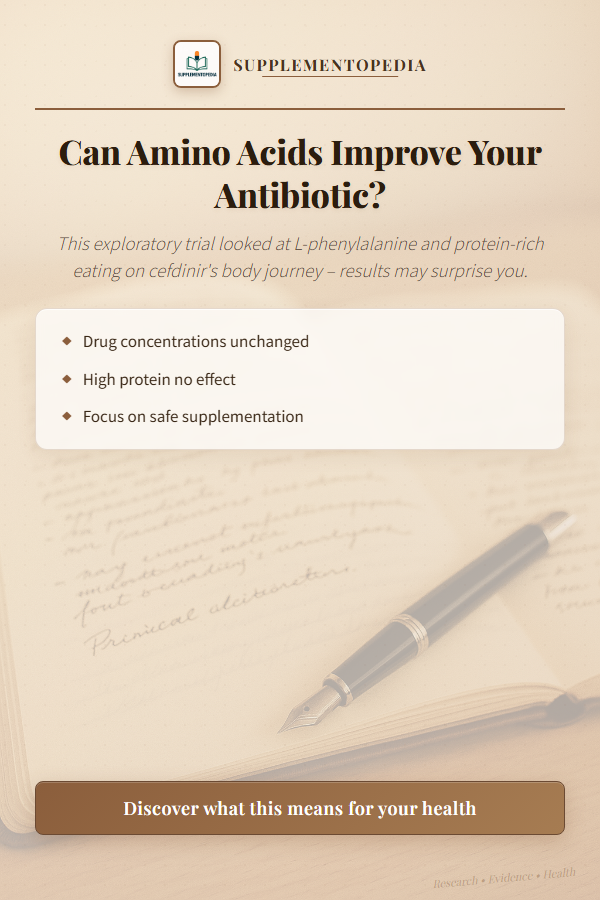 SUPPLEMENTOPEDIA
SUPPLEMENTOPEDIA
Can Amino Acids Improve Your
Antibiotic?
This exploratory trial looked at L-phenylalanine and protein-rich
eating on cefdinir's body journey – results may surprise you.
Drug concentrations unchanged
High protein no effect
Focus on safe supplementation
Discover what this means for your health
Research • Evidence • Health